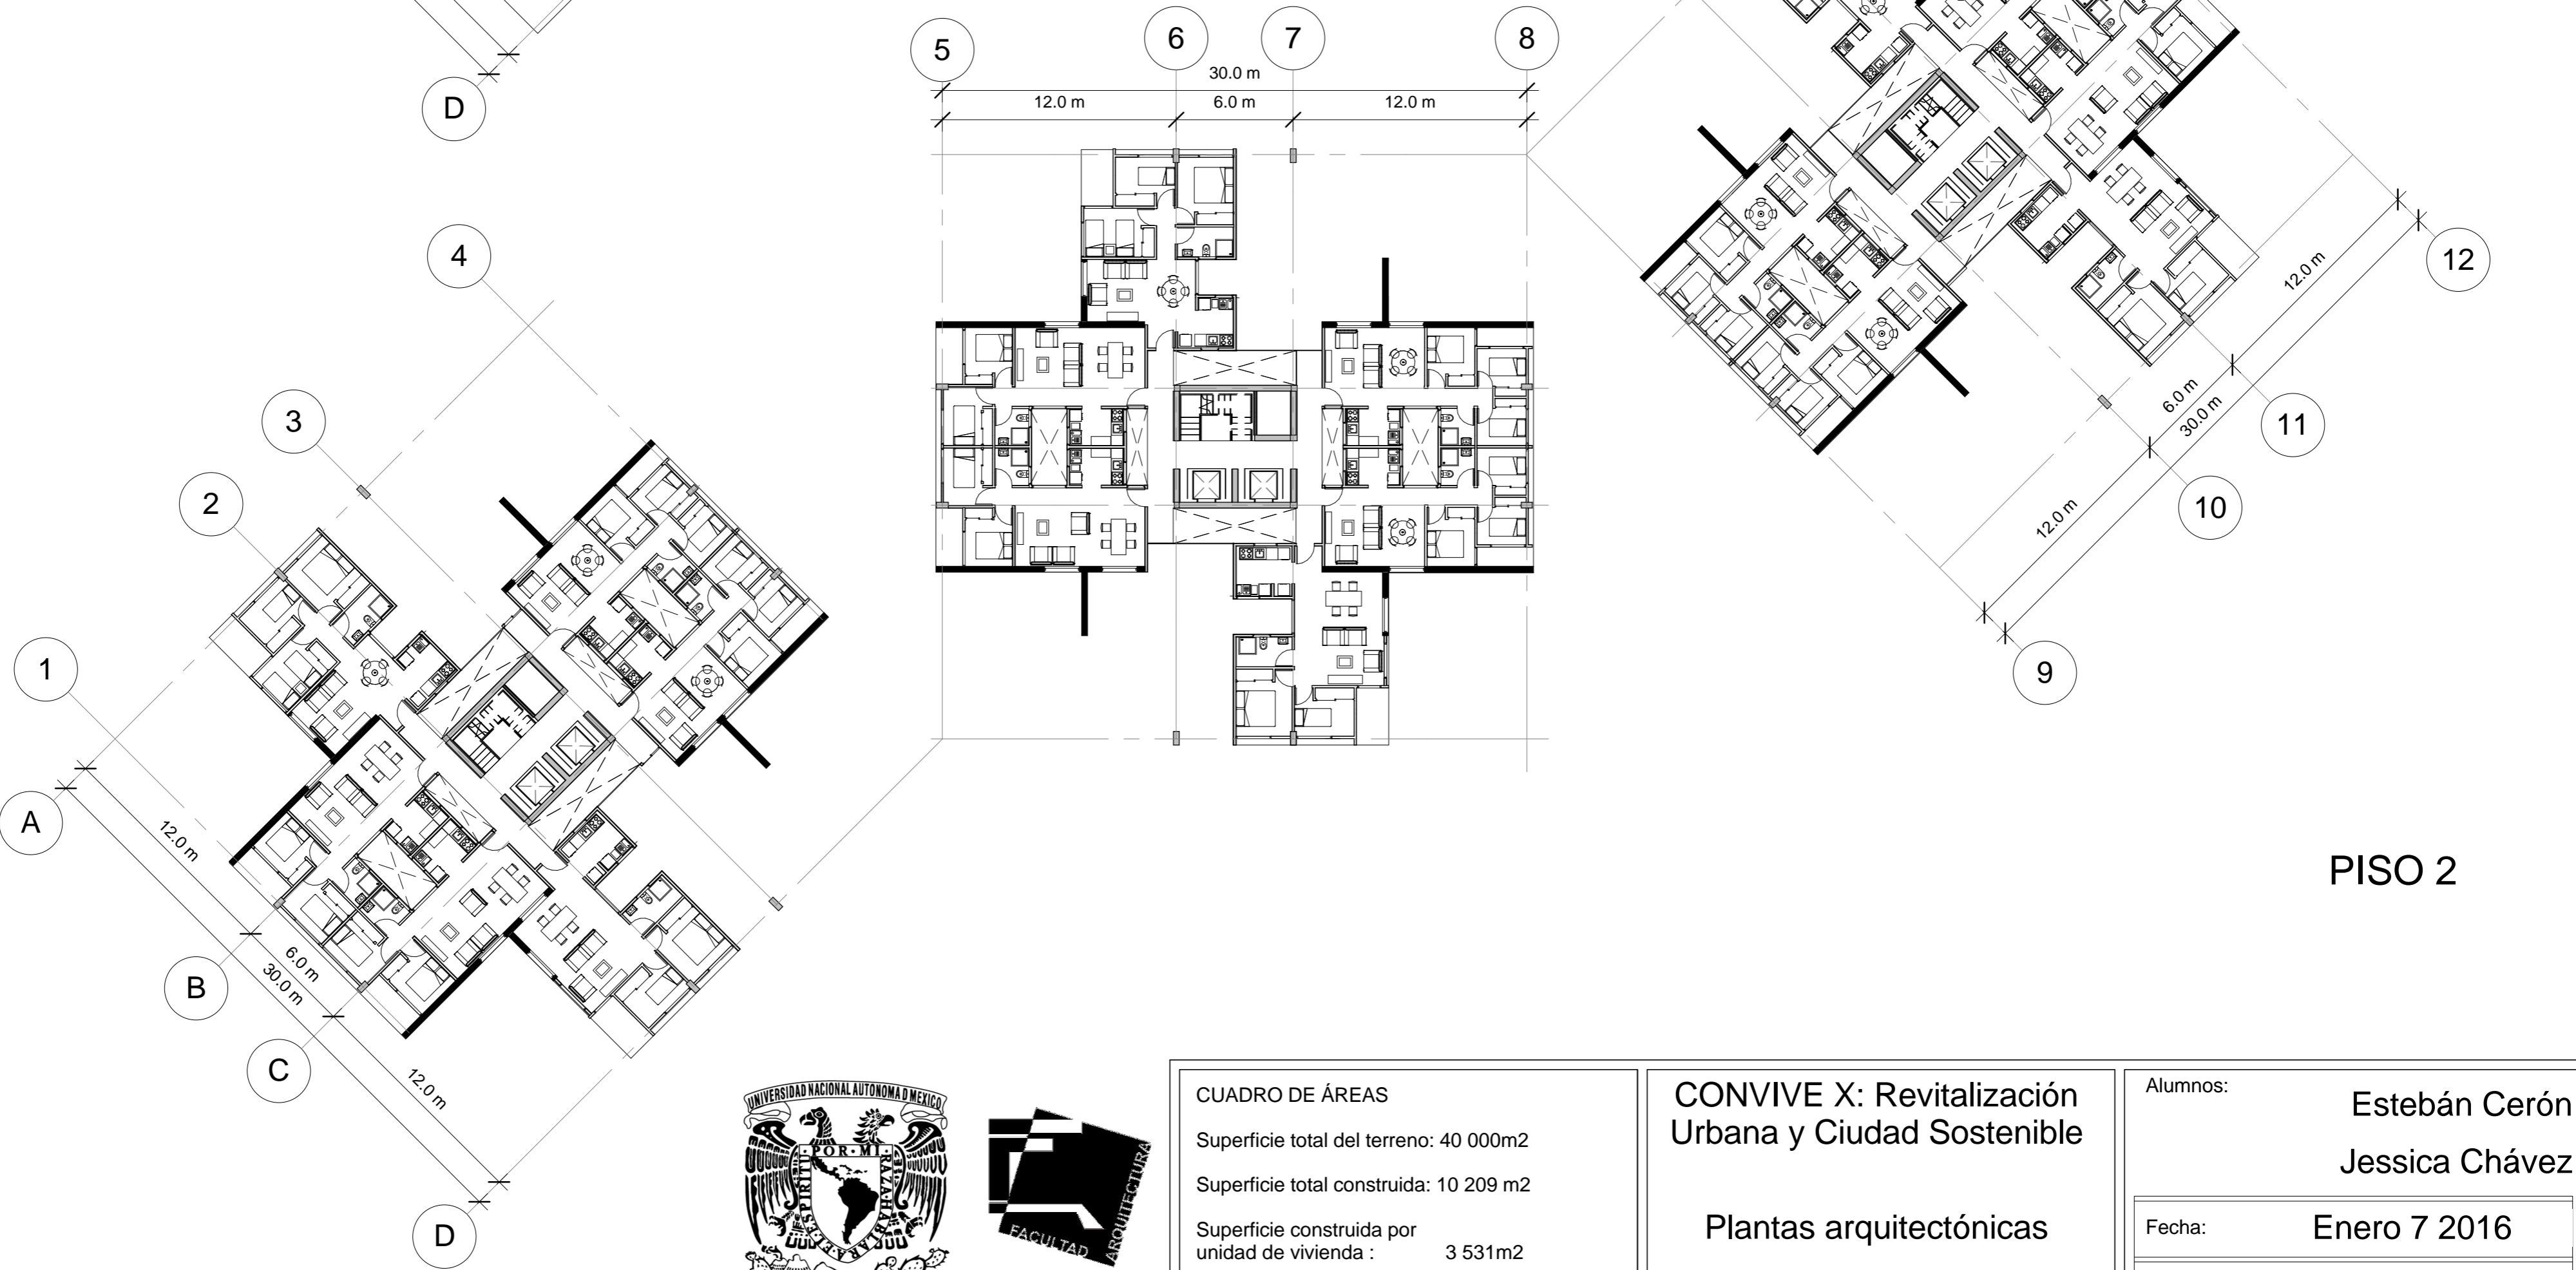 D
5
6
7
8
30.0 m
12.0 m
6.0 m
12.0 m
4
3
2
1
A
B
C
D
12.0 m
6.0 m
30.0 m
12.0 m
12
11
10
9
12.0 m
6.0 m
30.0 m
12.0 m
PISO 2
UNIVERSIDAD NACIONAL AUTONOMA D MEXICO
POR·MI
RAZA·HABLARA·EL·ESPIRITU
FACULTAD
ARQUITECTURA
CUADRO DE ÁREAS
Superficie total del terreno: 40 000m2
Superficie total construida: 10 209 m2
Superficie construida por
unidad de vivienda : 3 531m2
CONVIVE X: Revitalización
Urbana y Ciudad Sostenible
Plantas arquitectónicas
Alumnos:
Estebán Cerón
Jessica Chávez
Fecha: Enero 7 2016